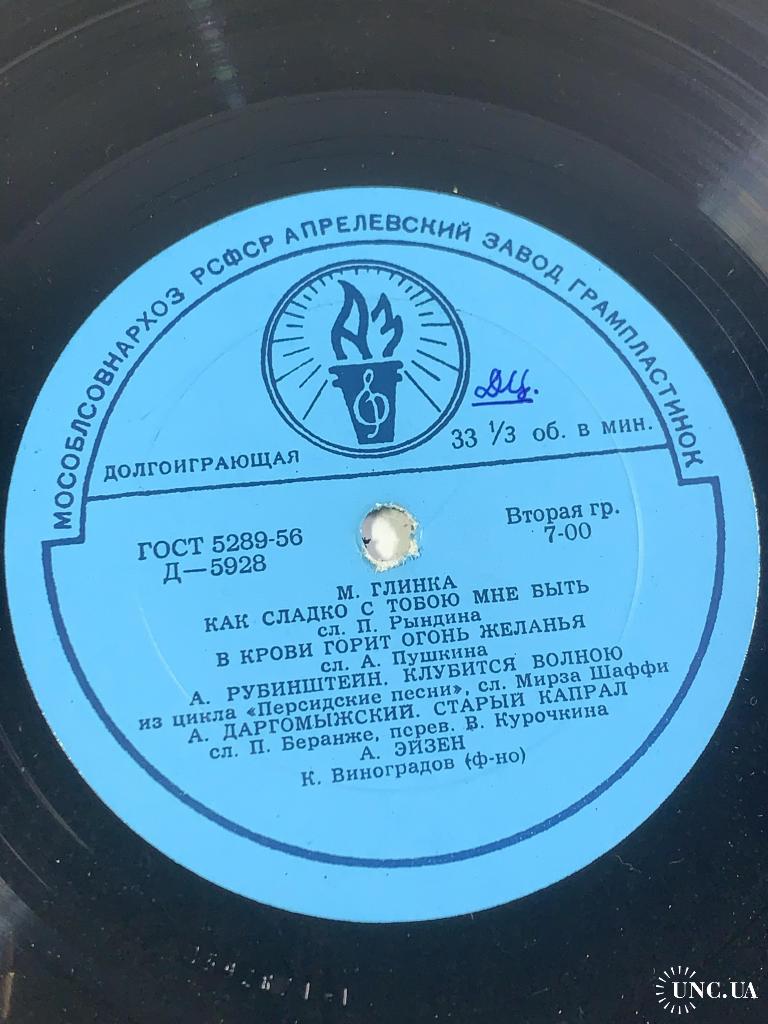 МОСОБЛСОВНАРХОЗ РСФСР АПРЕЛЕВСКИЙ ЗАВОД ГРАМПЛАСТИНОК
АЗ
ДЦ.
ДОЛГОИГРАЮЩАЯ
33 1/3 об. в мин.
ГОСТ 5289-56
Д—5928
Вторая гр.
7-00
М. ГЛИНКА
КАК СЛАДКО С ТОБОЮ МНЕ БЫТЬ
сл. П. Рындина
В КРОВИ ГОРИТ ОГОНЬ ЖЕЛАНЬЯ
сл. А. Пушкина
А. РУБИНШТЕЙН. КЛУБИТСЯ ВОЛНОЮ
из цикла «Персидские песни», сл. Мирза Шаффи
А. ДАРГОМЫЖСКИЙ. СТАРЫЙ КАПРАЛ
сл. П. Беранже, перев. В. Курочкина
А. ЭЙЗЕН
К. Виноградов (ф-но)
UNC.UA